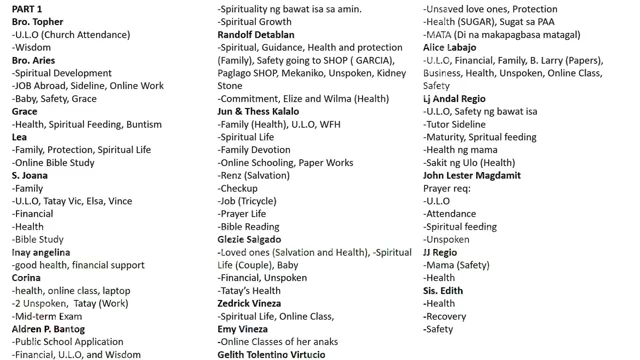 PART 1
Bro. Topher
-U.L.O (Church Attendance)
-Wisdom
Bro. Aries
-Spiritual Development
-JOB Abroad, Sideline, Online Work
-Baby, Safety, Grace
Grace
-Health, Spiritual Feeding, Buntism
Lea
-Family, Protection, Spiritual Life
-Online Bible Study
S. Joana
-Family
-U.L.O, Tatay Vic, Elsa, Vince
-Financial
-Health
-Bible Study
Inay angelina
-good health, financial support
Corina
-health, online class, laptop
-2 Unspoken, Tatay (Work)
-Mid-term Exam
Aldren P. Bantog
-Public School Application
-Financial, U.L.O, and Wisdom
-Spirituality ng bawat isa sa amin.
-Spiritual Growth
Randolf Detablan
-Spiritual, Guidance, Health and protection
(Family), Safety going to SHOP ( GARCIA),
Paglago SHOP, Mekaniko, Unspoken, Kidney
Stone
-Commitment, Elize and Wilma (Health)
Jun & Thess Kalalo
-Family (Health), U.L.O, WFH
-Spiritual Life
-Family Devotion
-Online Schooling, Paper Works
-Renz (Salvation)
-Checkup
-Job (Tricycle)
-Prayer Life
-Bible Reading
Glezie Salgado
-Loved ones (Salvation and Health), -Spiritual
Life (Couple), Baby
-Financial, Unspoken
-Tatay's Health
Zedrick Vineza
-Spiritual Life, Online Class,
Emy Vineza
-Online Classes of her anaks
Gelith Tolentino Virtucio
-Unsaved love ones, Protection
-Health (SUGAR), Sugat sa PAA
-MATA (Di na makapagbasa matagal)
Alice Labajo
-U.L.O, Financial, Family, B. Larry (Papers),
Business, Health, Unspoken, Online Class,
Safety
Lj Andal Regio
-U.L.O, Safety ng bawat isa
-Tutor Sideline
-Maturity, Spritual feeding
-Health ng mama
-Sakit ng Ulo (Health)
John Lester Magdamit
Prayer req:
-U.L.O
-Attendance
-Spiritual feeding
-Unspoken
JJ Regio
-Mama (Safety)
-Health
Sis. Edith
-Health
-Recovery
-Safety